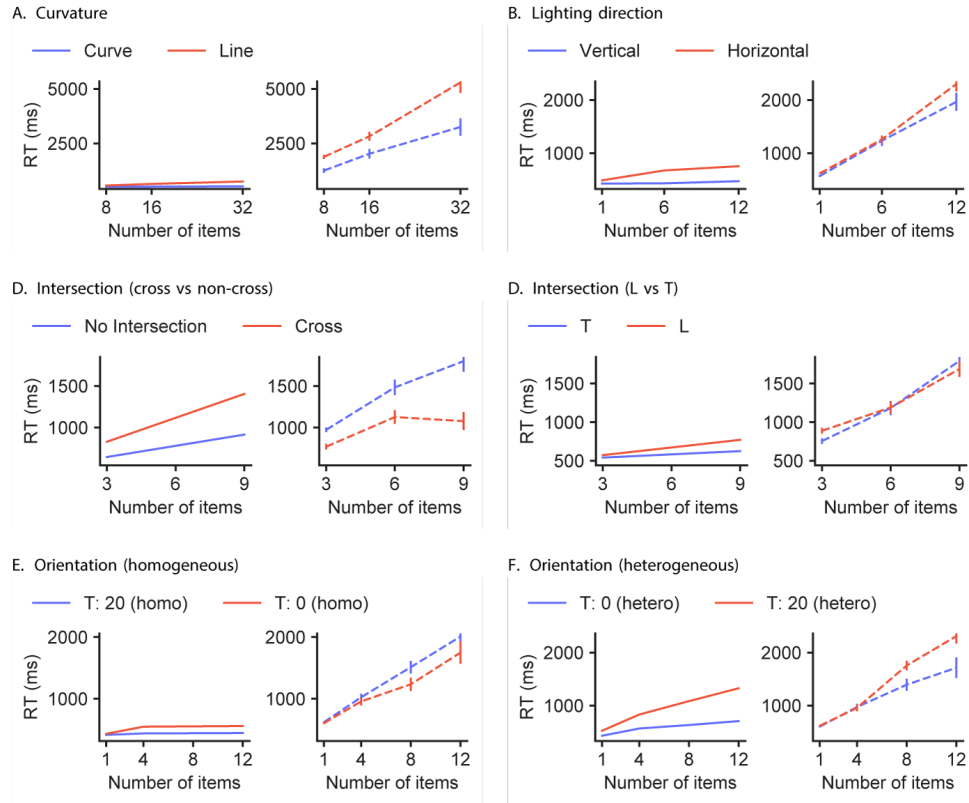 A. Curvature
Curve Line
RT (ms)
5000
2500
8 16 32
Number of items
5000
2500
8 16 32
Number of items
B. Lighting direction
Vertical Horizontal
RT (ms)
2000
1000
1 6 12
Number of items
2000
1000
1 6 12
Number of items
D. Intersection (cross vs non-cross)
No Intersection Cross
RT (ms)
1500
1000
3 6 9
Number of items
1500
1000
3 6 9
Number of items
D. Intersection (L vs T)
T L
RT (ms)
1500
1000
500
3 6 9
Number of items
1500
1000
500
3 6 9
Number of items
E. Orientation (homogeneous)
T: 20 (homo) T: 0 (homo)
RT (ms)
2000
1000
1 4 8 12
Number of items
2000
1000
1 4 8 12
Number of items
F. Orientation (heterogeneous)
T: 0 (hetero) T: 20 (hetero)
RT (ms)
2000
1000
1 4 8 12
Number of items
2000
1000
1 4 8 12
Number of items